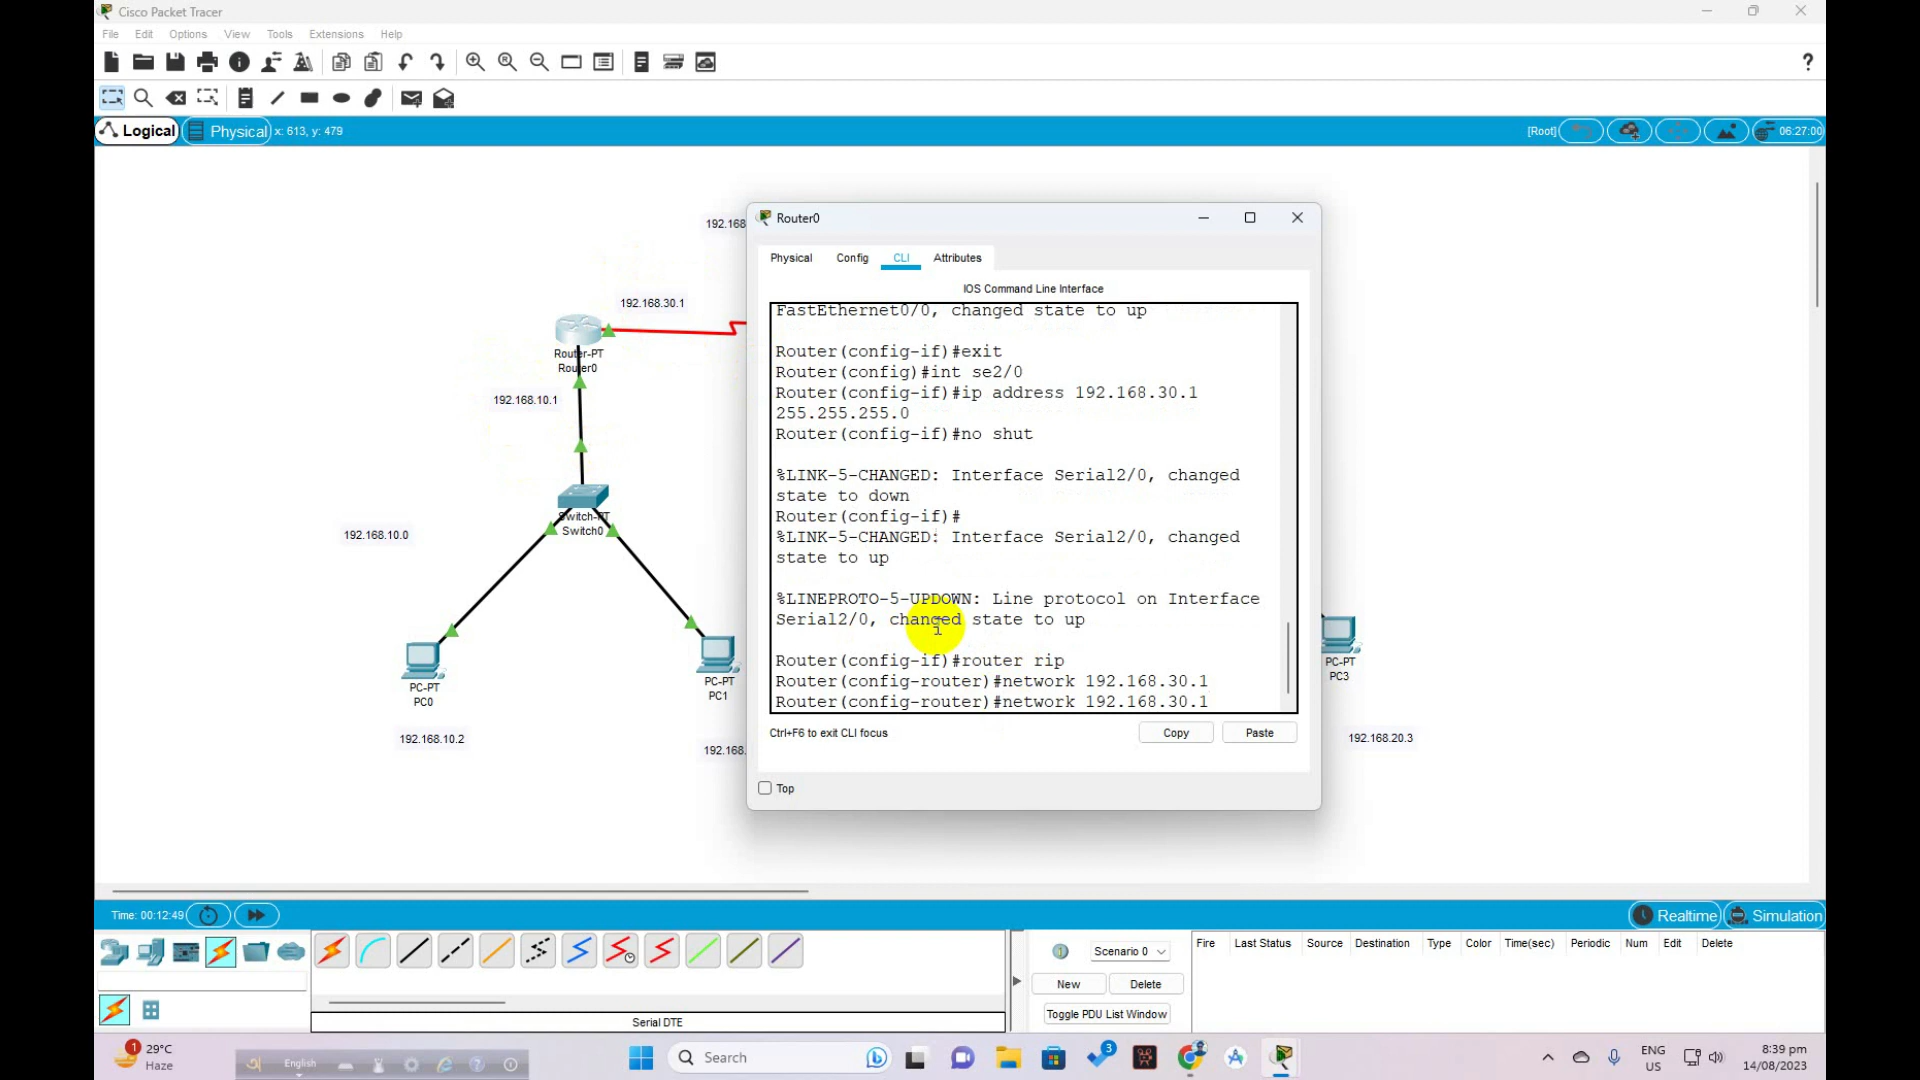 Cisco Packet Tracer
File Edit Options View Tools Extensions Help
Logical Physical x: 613, y: 479 [Root] 06:27:00
192.168
192.168.30.1
Router-PT
Router0
192.168.10.1
192.168.10.0
Switch-PT
Switch0
PC-PT
PC0
192.168.10.2
PC-PT
PC1
192.168.
Router0
Physical Config CLI Attributes
IOS Command Line Interface
FastEthernet0/0, changed state to up
Router(config-if)#exit
Router(config)#int se2/0
Router(config-if)#ip address 192.168.30.1
255.255.255.0
Router(config-if)#no shut
%LINK-5-CHANGED: Interface Serial2/0, changed
state to down
Router(config-if)#
%LINK-5-CHANGED: Interface Serial2/0, changed
state to up
%LINEPROTO-5-UPDOWN: Line protocol on Interface
Serial2/0, changed state to up
Router(config-if)#router rip
Router(config-router)#network 192.168.30.1
Router(config-router)#network 192.168.30.1
Ctrl+F6 to exit CLI focus
Copy Paste
Top
PC-PT
PC3
192.168.20.3
Time: 00:12:49
Realtime Simulation
Serial DTE
Scenario 0
New Delete
Toggle PDU List Window
Fire Last Status Source Destination Type Color Time(sec) Periodic Num Edit Delete
29°C
Haze
1
English
Search
3
ENG
US
8:39 pm
14/08/2023